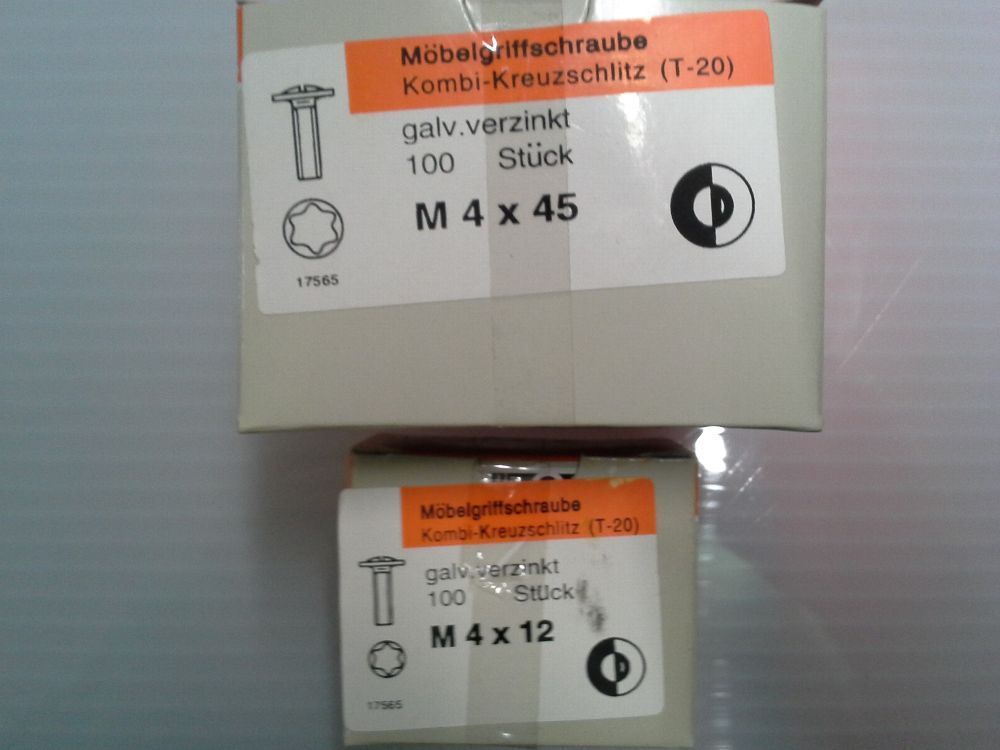 Möbelgriffschraube
Kombi-Kreuzschlitz (T-20)
galv.verzinkt
100 Stück
M 4 x 45
17565
Möbelgriffschraube
Kombi-Kreuzschlitz (T-20)
galv.verzinkt
100 Stück
M 4 x 12
17565